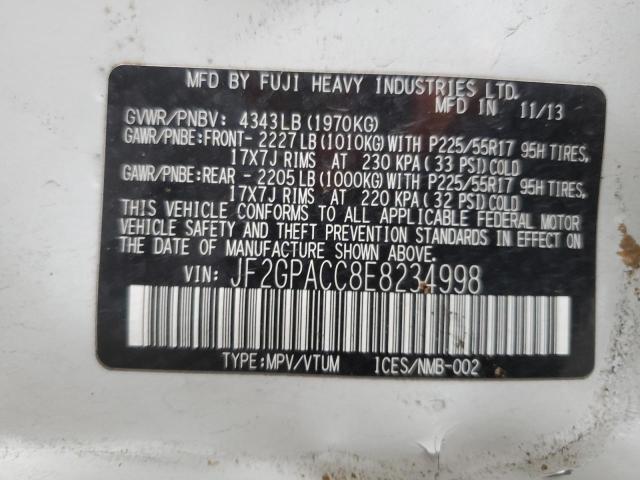 MFD BY FUJI HEAVY INDUSTRIES LTD.
MFD IN 11/13
GVWR/PNBV: 4343LB (1970KG)
GAWR/PNBE:FRONT- 2227LB (1010KG) WITH P225/55R17 95H TIRES,
17X7J RIMS AT 230 KPA ( 33 PSI) COLD
GAWR/PNBE:REAR - 2205LB (1000KG) WITH P225/55R17 95H TIRES,
17X7J RIMS AT 220 KPA ( 32 PSI) COLD
THIS VEHICLE CONFORMS TO ALL APPLICABLE FEDERAL MOTOR
VEHICLE SAFETY AND THEFT PREVENTION STANDARDS IN EFFECT ON
THE DATE OF MANUFACTURE SHOWN ABOVE.
VIN: JF2GPACC8E8234998
TYPE:MPV/VTUM ICES/NMB-002